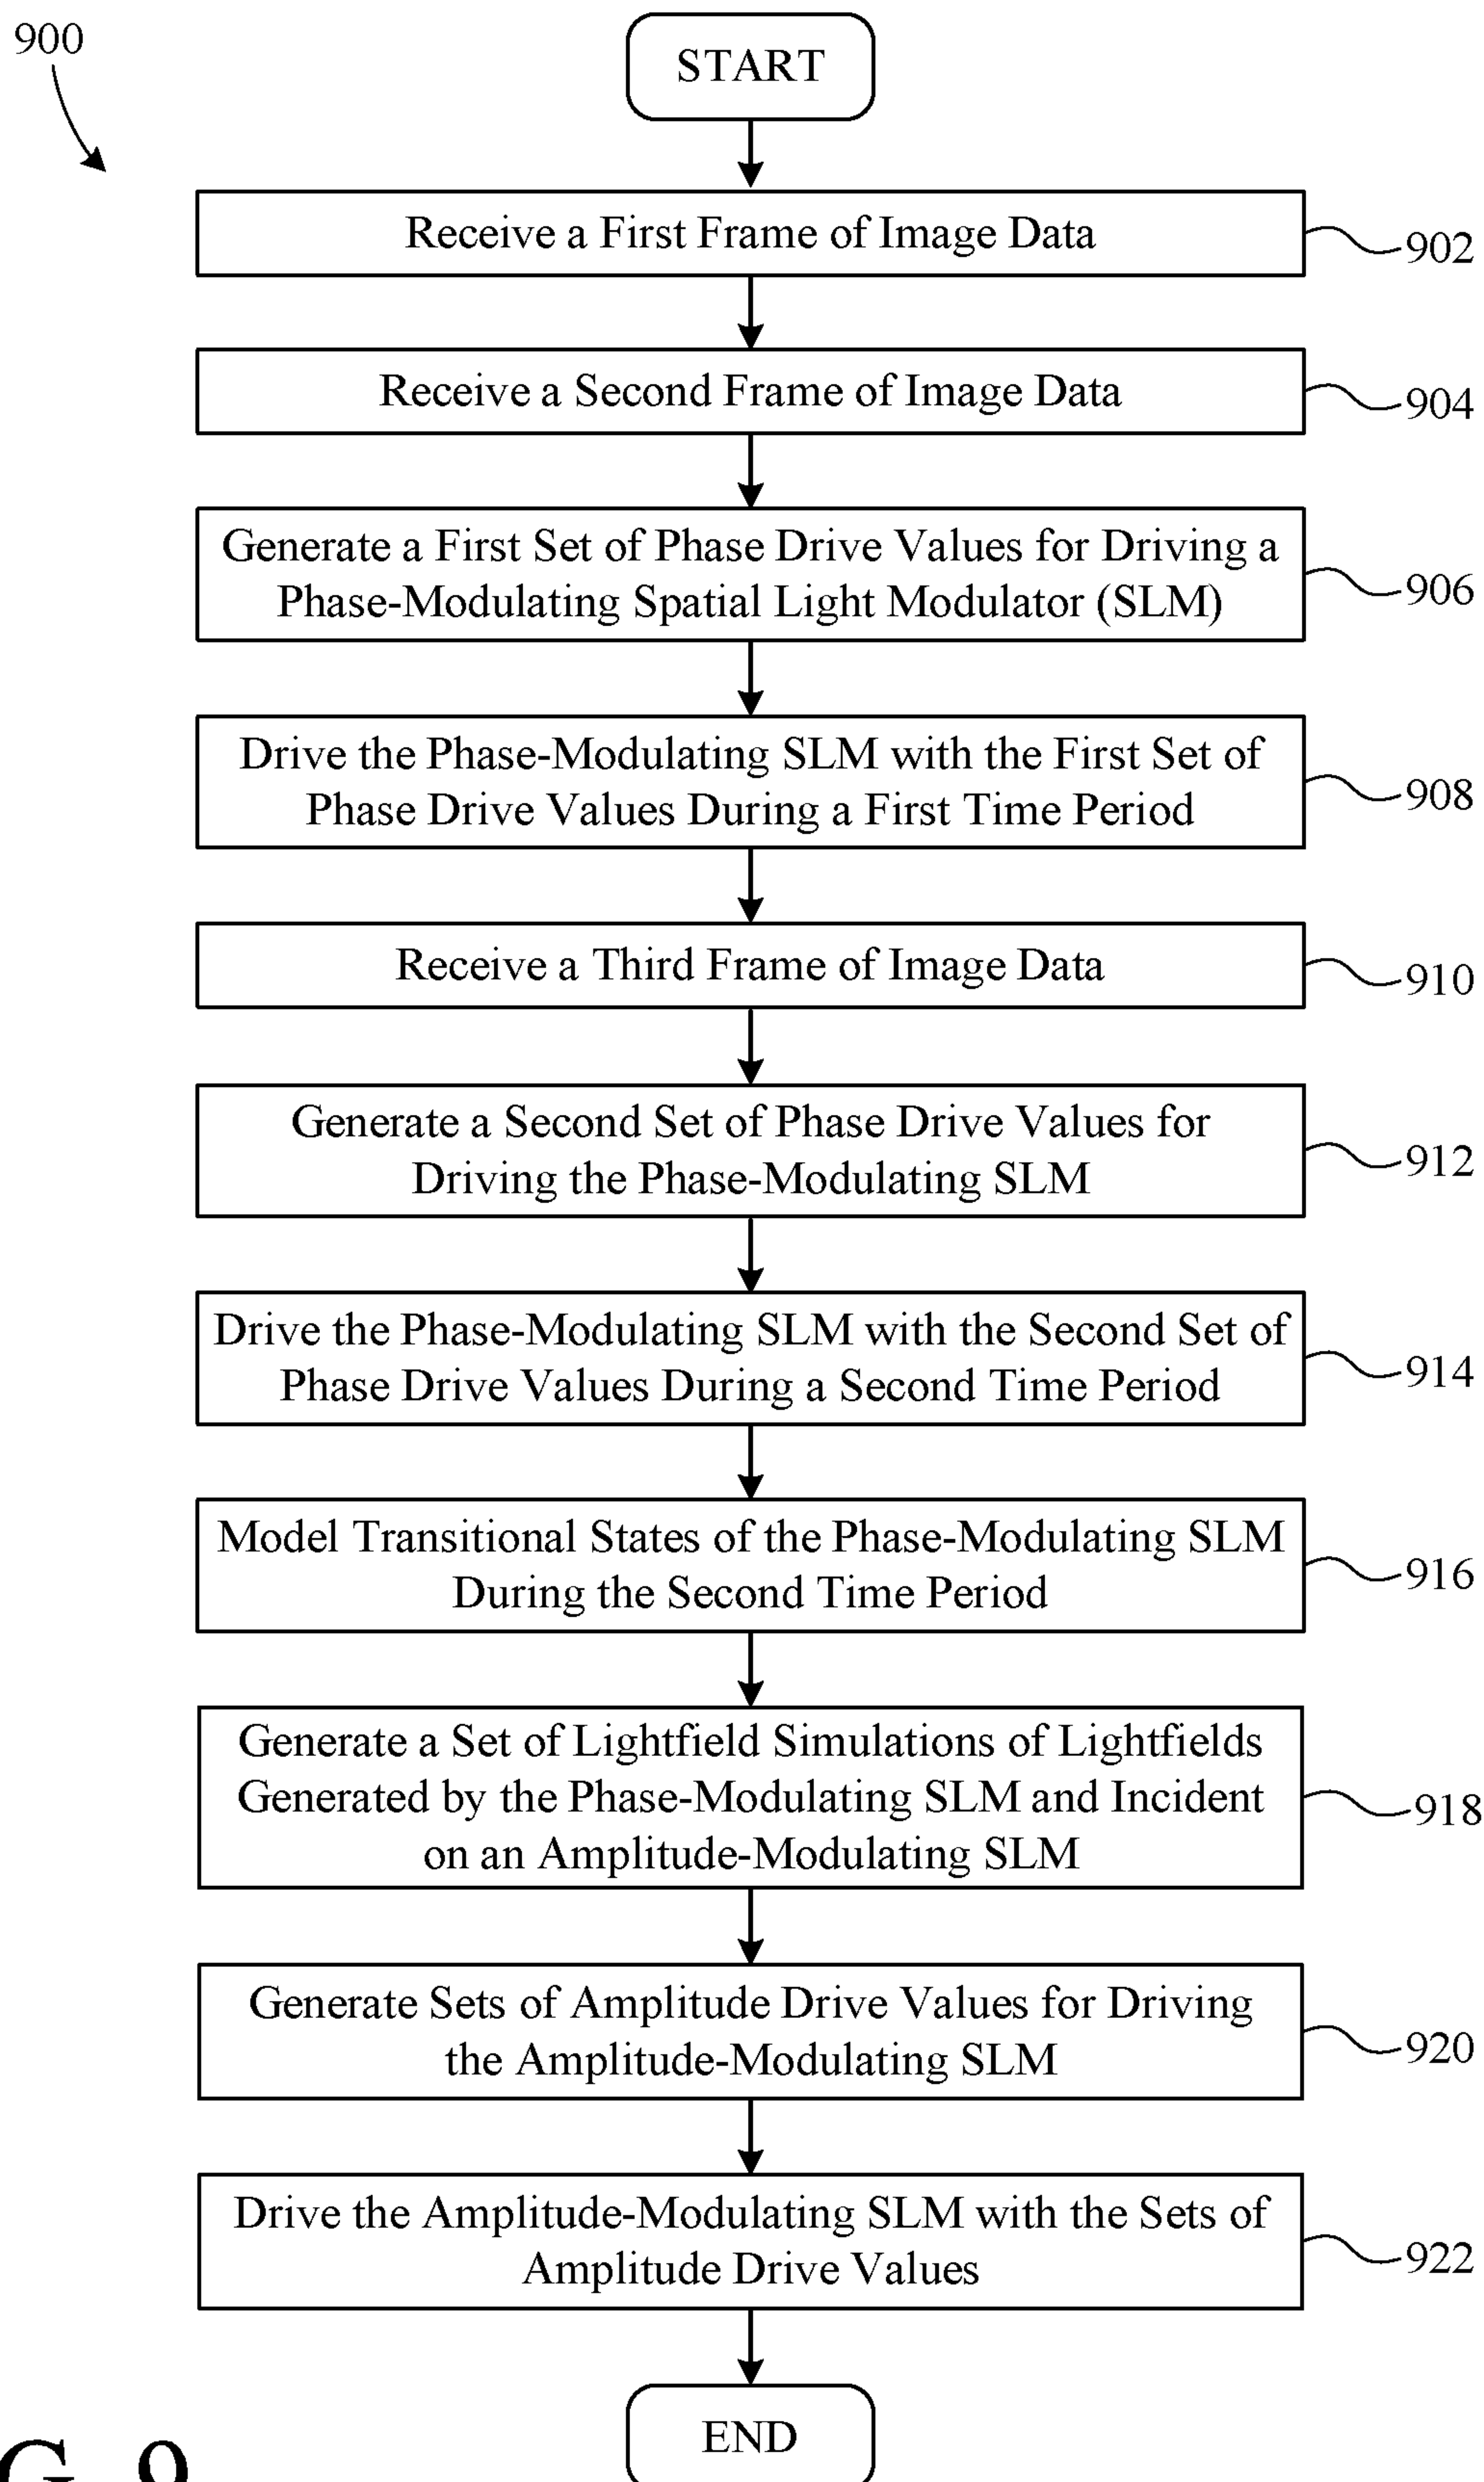 900
START
Receive a First Frame of Image Data
902
Receive a Second Frame of Image Data
904
Generate a First Set of Phase Drive Values for Driving a
Phase-Modulating Spatial Light Modulator (SLM)
906
Drive the Phase-Modulating SLM with the First Set of
Phase Drive Values During a First Time Period
908
Receive a Third Frame of Image Data
910
Generate a Second Set of Phase Drive Values for
Driving the Phase-Modulating SLM
912
Drive the Phase-Modulating SLM with the Second Set of
Phase Drive Values During a Second Time Period
914
Model Transitional States of the Phase-Modulating SLM
During the Second Time Period
916
Generate a Set of Lightfield Simulations of Lightfields
Generated by the Phase-Modulating SLM and Incident
on an Amplitude-Modulating SLM
918
Generate Sets of Amplitude Drive Values for Driving
the Amplitude-Modulating SLM
920
Drive the Amplitude-Modulating SLM with the Sets of
Amplitude Drive Values
922
END
G. 9